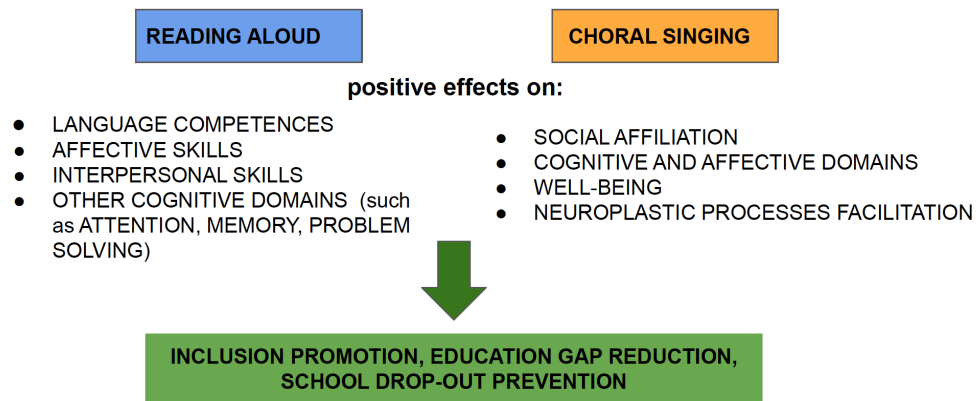 READING ALOUD
CHORAL SINGING
positive effects on:
● LANGUAGE COMPETENCES
● AFFECTIVE SKILLS
● INTERPERSONAL SKILLS
● OTHER COGNITIVE DOMAINS (such
as ATTENTION, MEMORY, PROBLEM
SOLVING)
● SOCIAL AFFILIATION
● COGNITIVE AND AFFECTIVE DOMAINS
● WELL-BEING
● NEUROPLASTIC PROCESSES FACILITATION
INCLUSION PROMOTION, EDUCATION GAP REDUCTION,
SCHOOL DROP-OUT PREVENTION